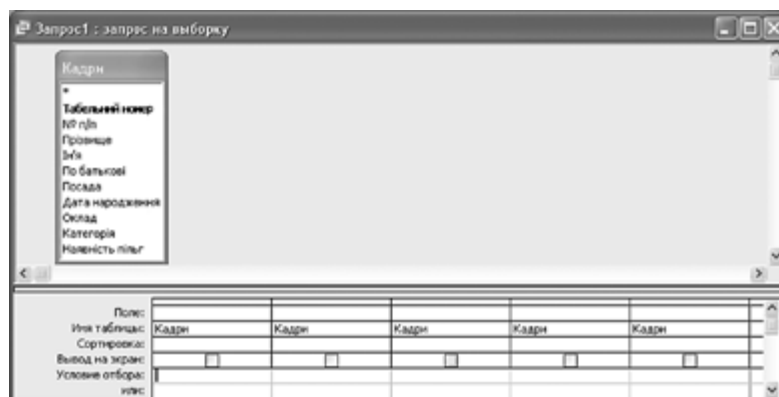 Запрос1 : запрос на выборку
Кадри
*
Табельний номер
№ п/п
Прізвище
Ім'я
По батькові
Посада
Дата народження
Оклад
Категорія
Наявність пільг
Поле:
Имя таблицы: Кадри Кадри Кадри Кадри Кадри
Сортировка:
Вывод на экран:
Условие отбора:
или: